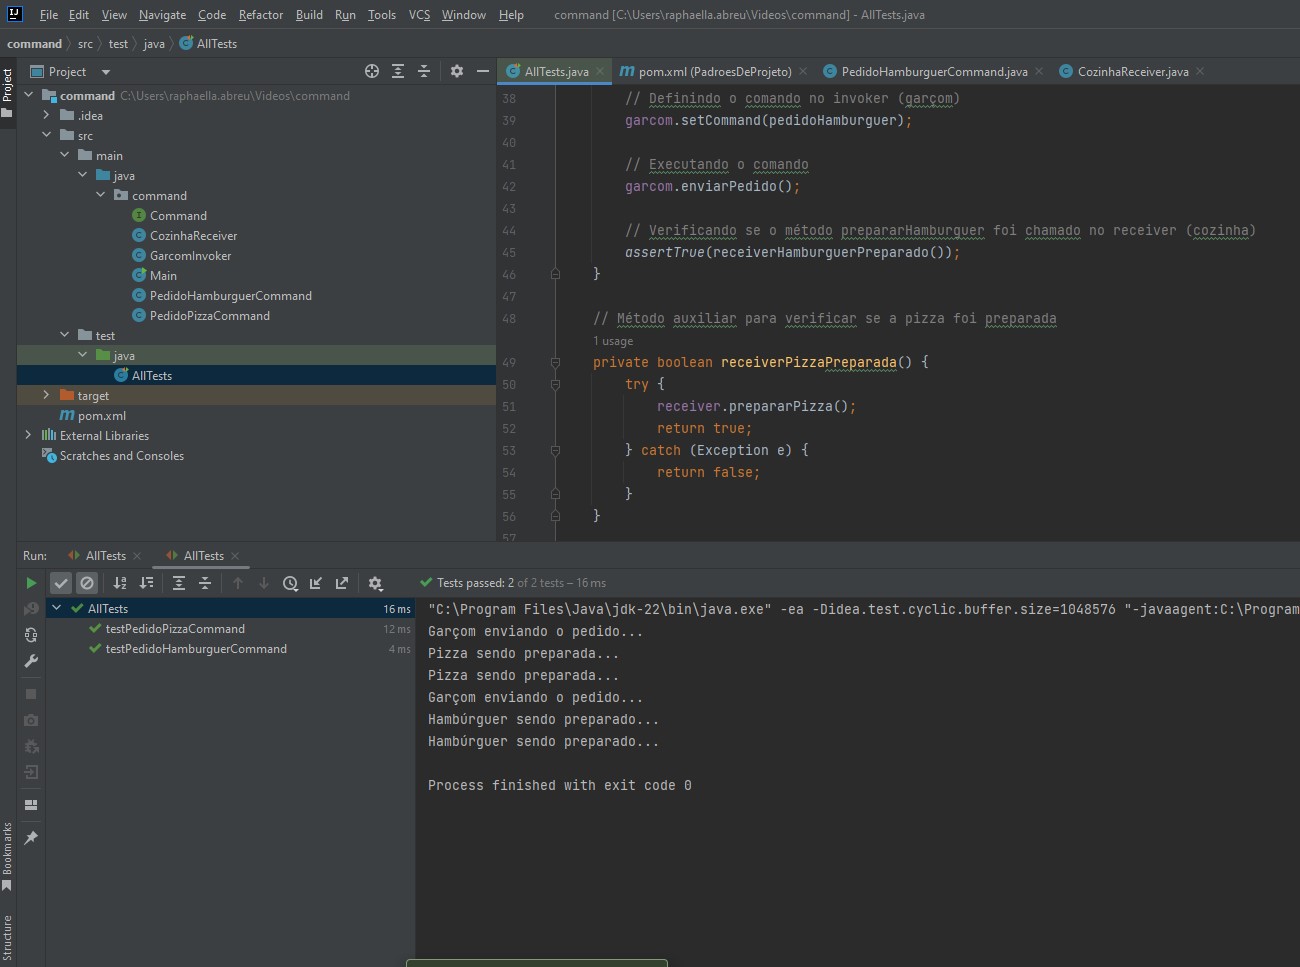 File Edit View Navigate Code Refactor Build Run Tools VCS Window Help command [C:\Users\raphaella.abreu\Videos\command] - AllTests.java
command src test java AllTests
Project
AllTests.java pom.xml (PadroesDeProjeto) PedidoHamburguerCommand.java CozinhaReceiver.java
Project
command C:\Users\raphaella.abreu\Videos\command
.idea
src
main
java
command
Command
CozinhaReceiver
GarcomInvoker
Main
PedidoHamburguerCommand
PedidoPizzaCommand
test
java
AllTests
target
pom.xml
External Libraries
Scratches and Consoles
38 // Definindo o comando no invoker (garçom)
39 garcom.setCommand(pedidoHamburguer);
40
41 // Executando o comando
42 garcom.enviarPedido();
43
44 // Verificando se o método prepararHamburguer foi chamado no receiver (cozinha)
45 assertTrue(receiverHamburguerPreparado());
46 }
47
48 // Método auxiliar para verificar se a pizza foi preparada
1 usage
49 private boolean receiverPizzaPreparada() {
50 try {
51 receiver.prepararPizza();
52 return true;
53 } catch (Exception e) {
54 return false;
55 }
56 }
57
Run: AllTests AllTests
Tests passed: 2 of 2 tests – 16 ms
AllTests 16 ms
testPedidoPizzaCommand 12 ms
testPedidoHamburguerCommand 4 ms
"C:\Program Files\Java\jdk-22\bin\java.exe" -ea -Didea.test.cyclic.buffer.size=1048576 "-javaagent:C:\Program
Garçom enviando o pedido...
Pizza sendo preparada...
Pizza sendo preparada...
Garçom enviando o pedido...
Hambúrguer sendo preparado...
Hambúrguer sendo preparado...
Process finished with exit code 0
Bookmarks
Structure